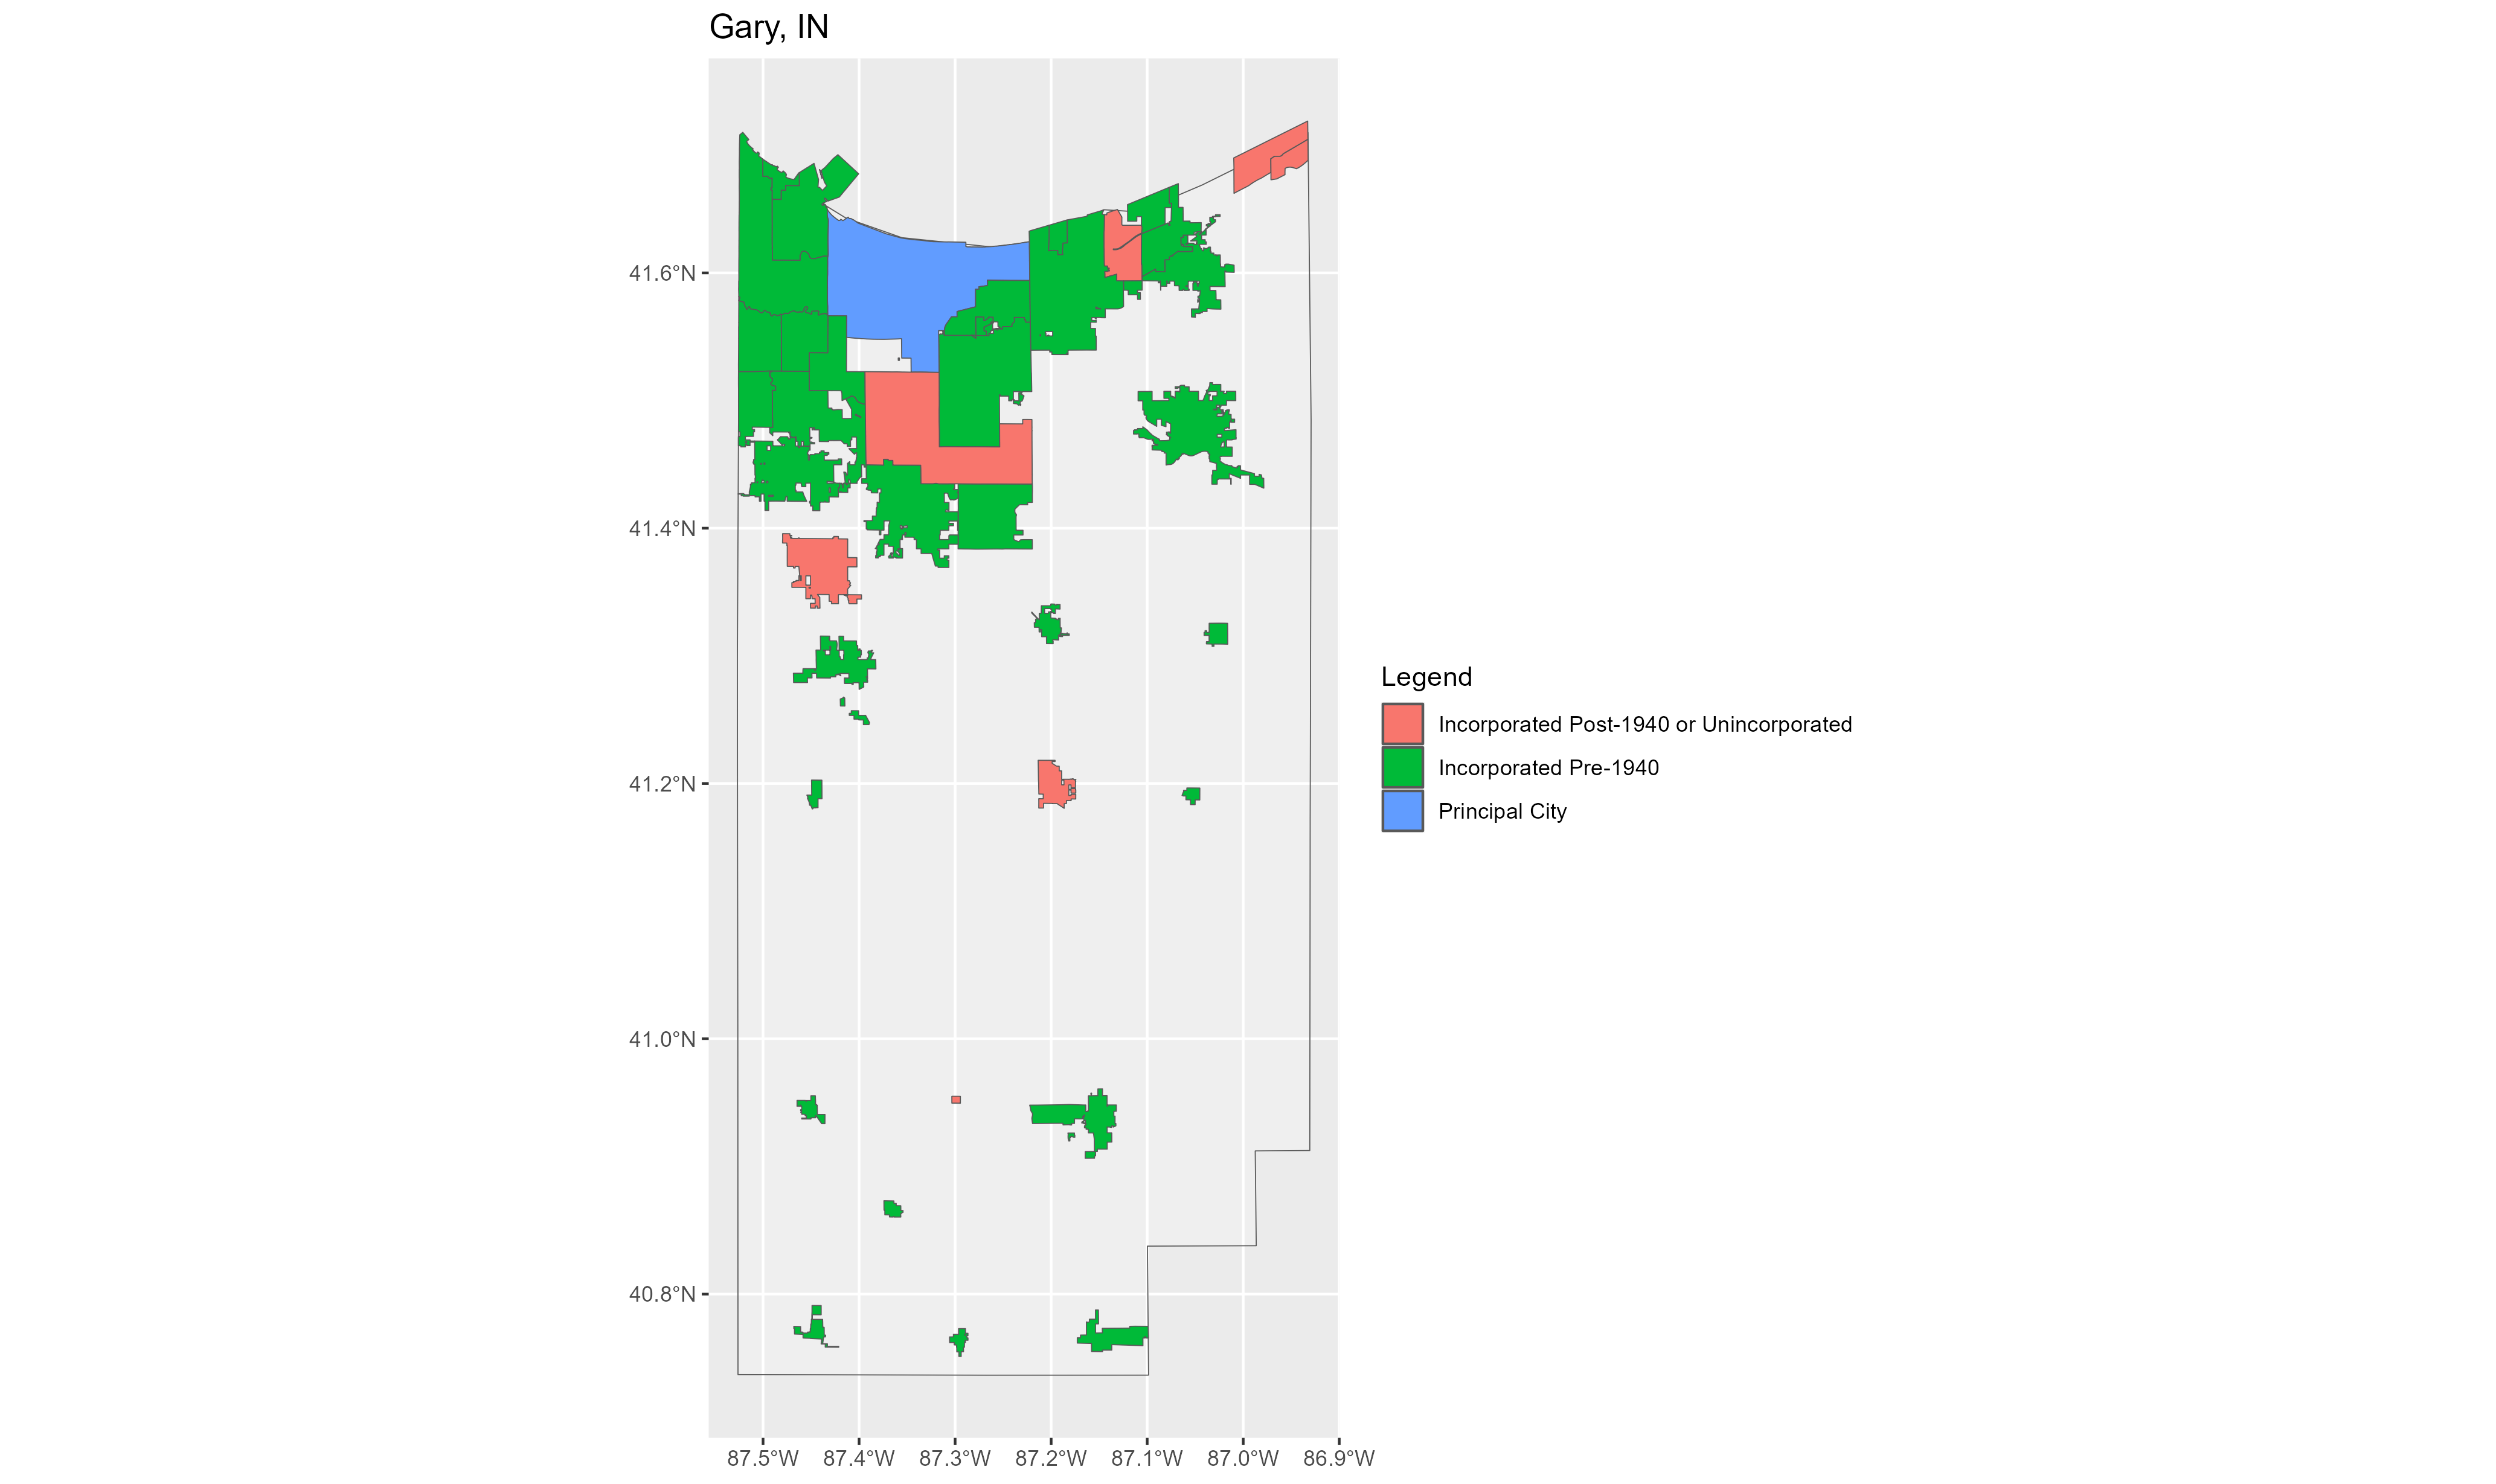 Gary, IN
41.6°N
41.4°N
41.2°N
41.0°N
40.8°N
87.5°W 87.4°W 87.3°W 87.2°W 87.1°W 87.0°W 86.9°W
Legend
Incorporated Post-1940 or Unincorporated
Incorporated Pre-1940
Principal City